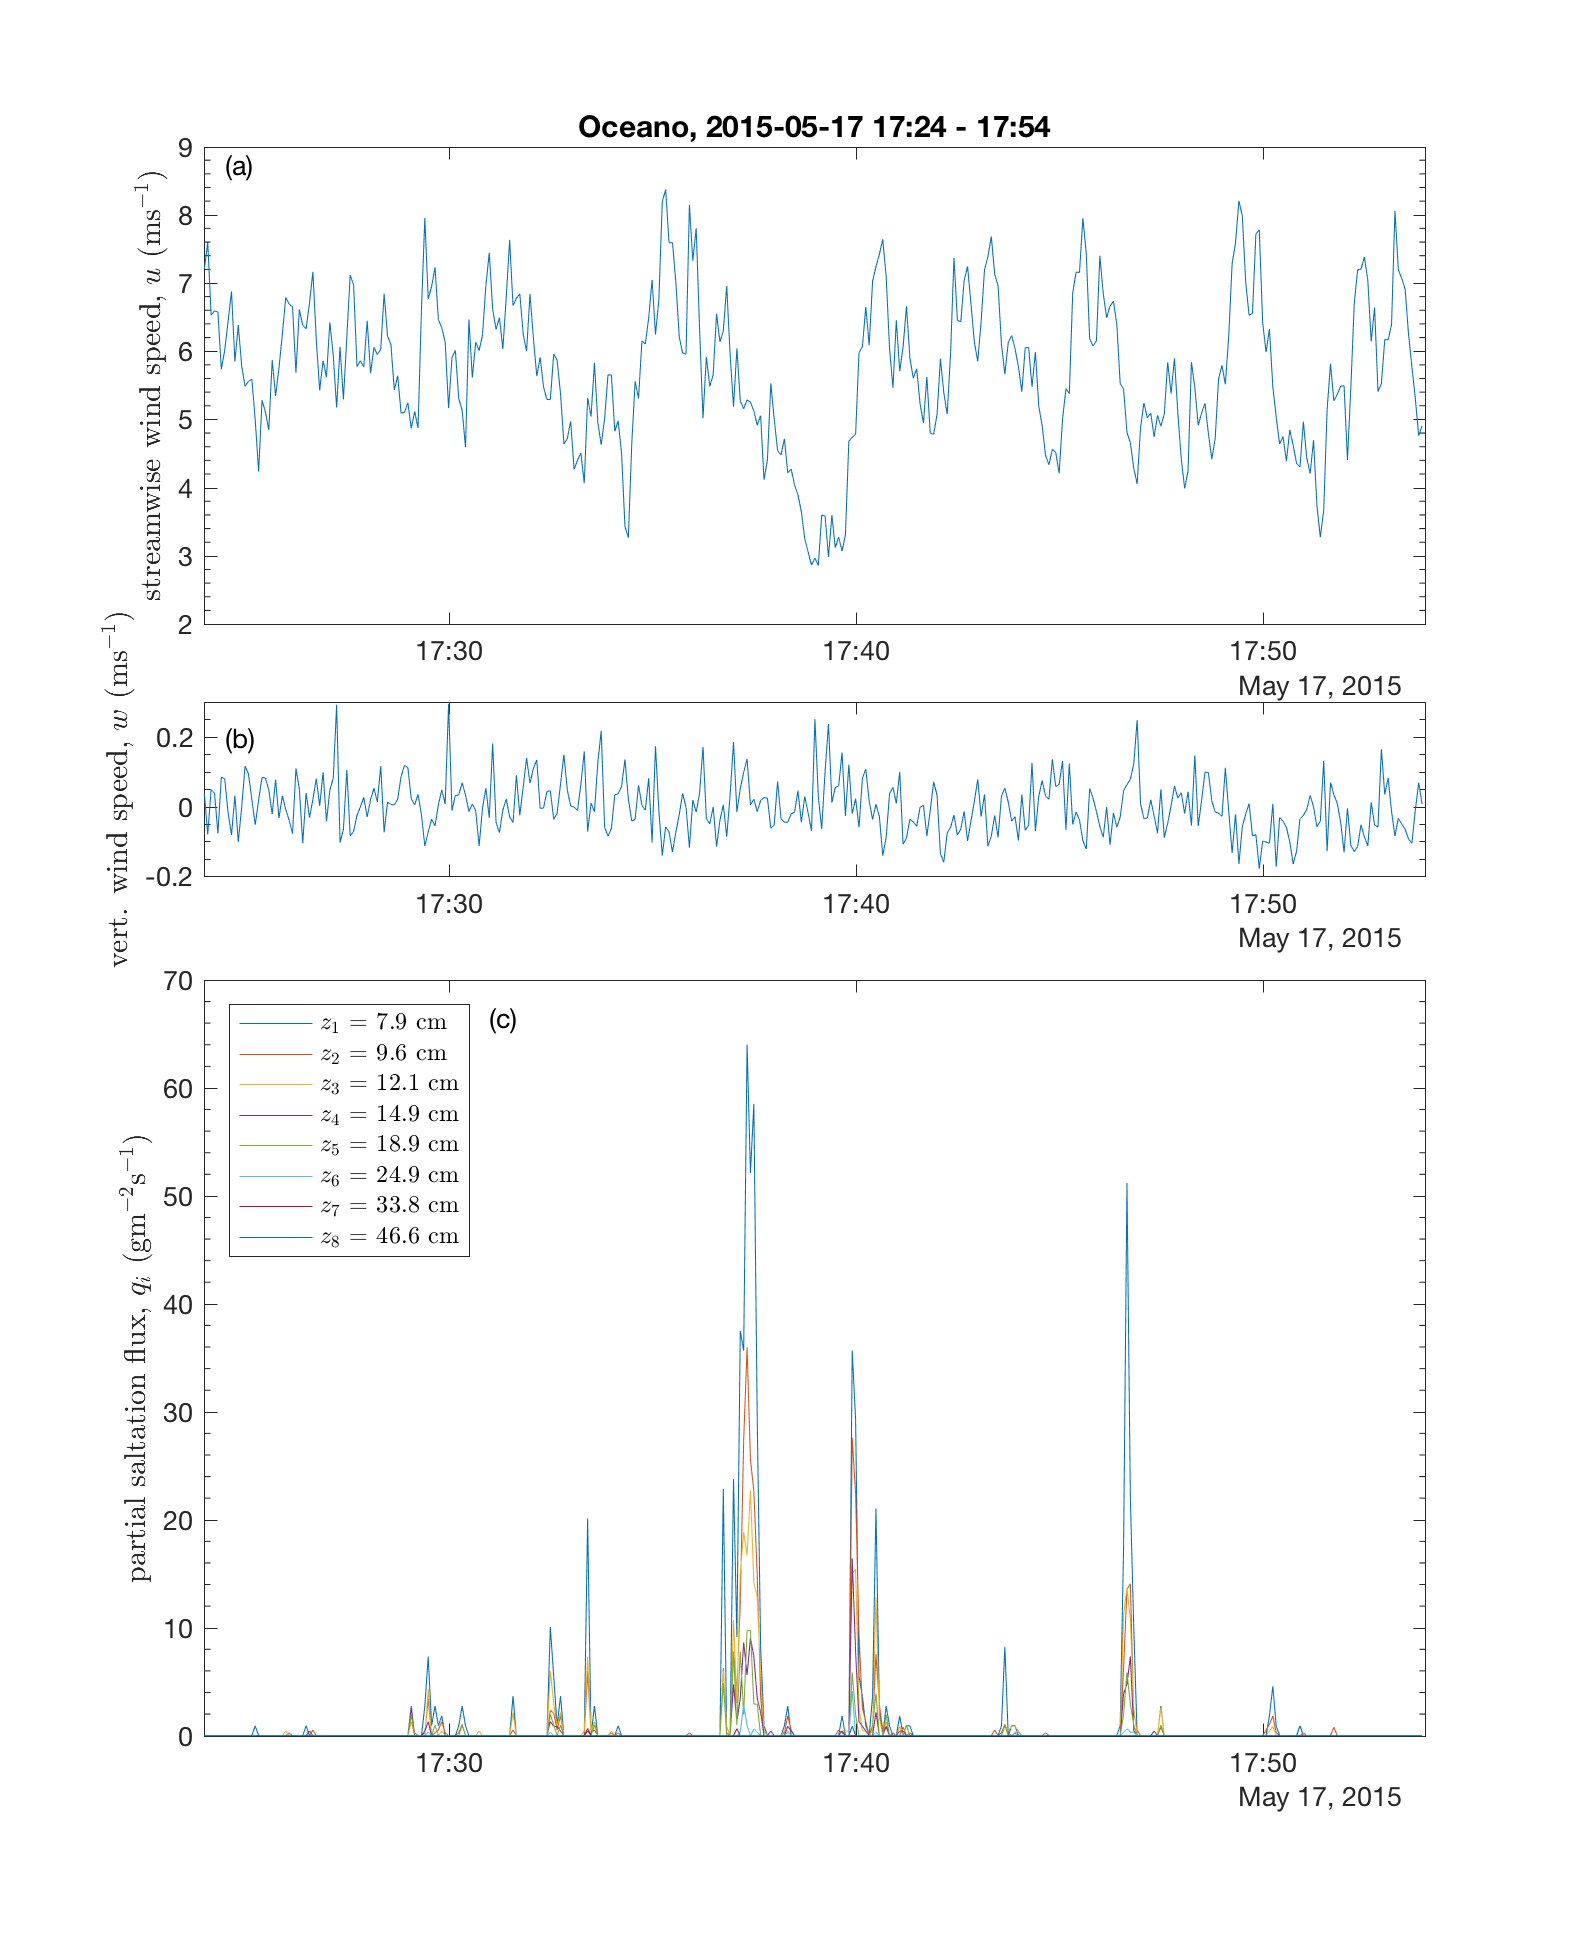 Oceano, 2015-05-17 17:24 - 17:54
(a)
streamwise wind speed, u (ms⁻¹)
9
8
7
6
5
4
3
2
17:30 17:40 17:50
May 17, 2015
(b)
vert. wind speed, w (ms⁻¹)
0.2
0
-0.2
17:30 17:40 17:50
May 17, 2015
(c)
partial saltation flux, qᵢ (gm⁻²s⁻¹)
70
60
50
40
30
20
10
0
z₁ = 7.9 cm
z₂ = 9.6 cm
z₃ = 12.1 cm
z₄ = 14.9 cm
z₅ = 18.9 cm
z₆ = 24.9 cm
z₇ = 33.8 cm
z₈ = 46.6 cm
17:30 17:40 17:50
May 17, 2015